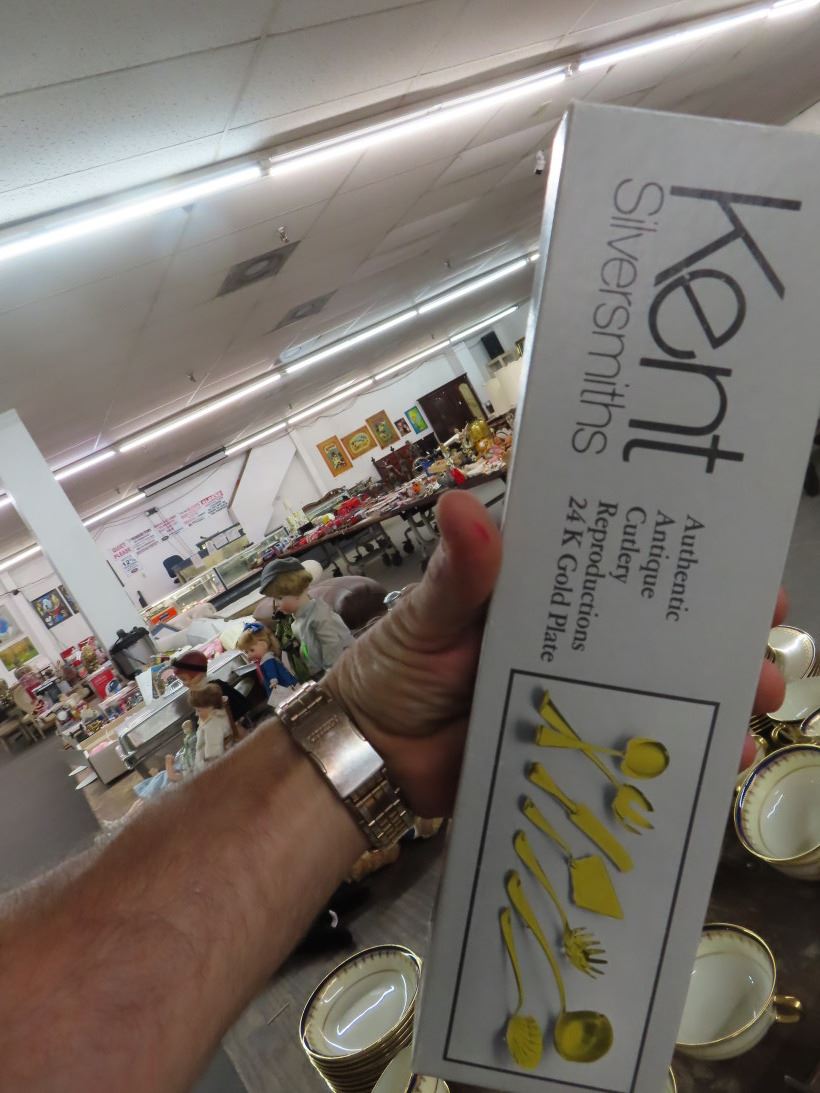 Kent
Silversmiths
Authentic
Antique
Cutlery
Reproductions
24 K Gold Plate